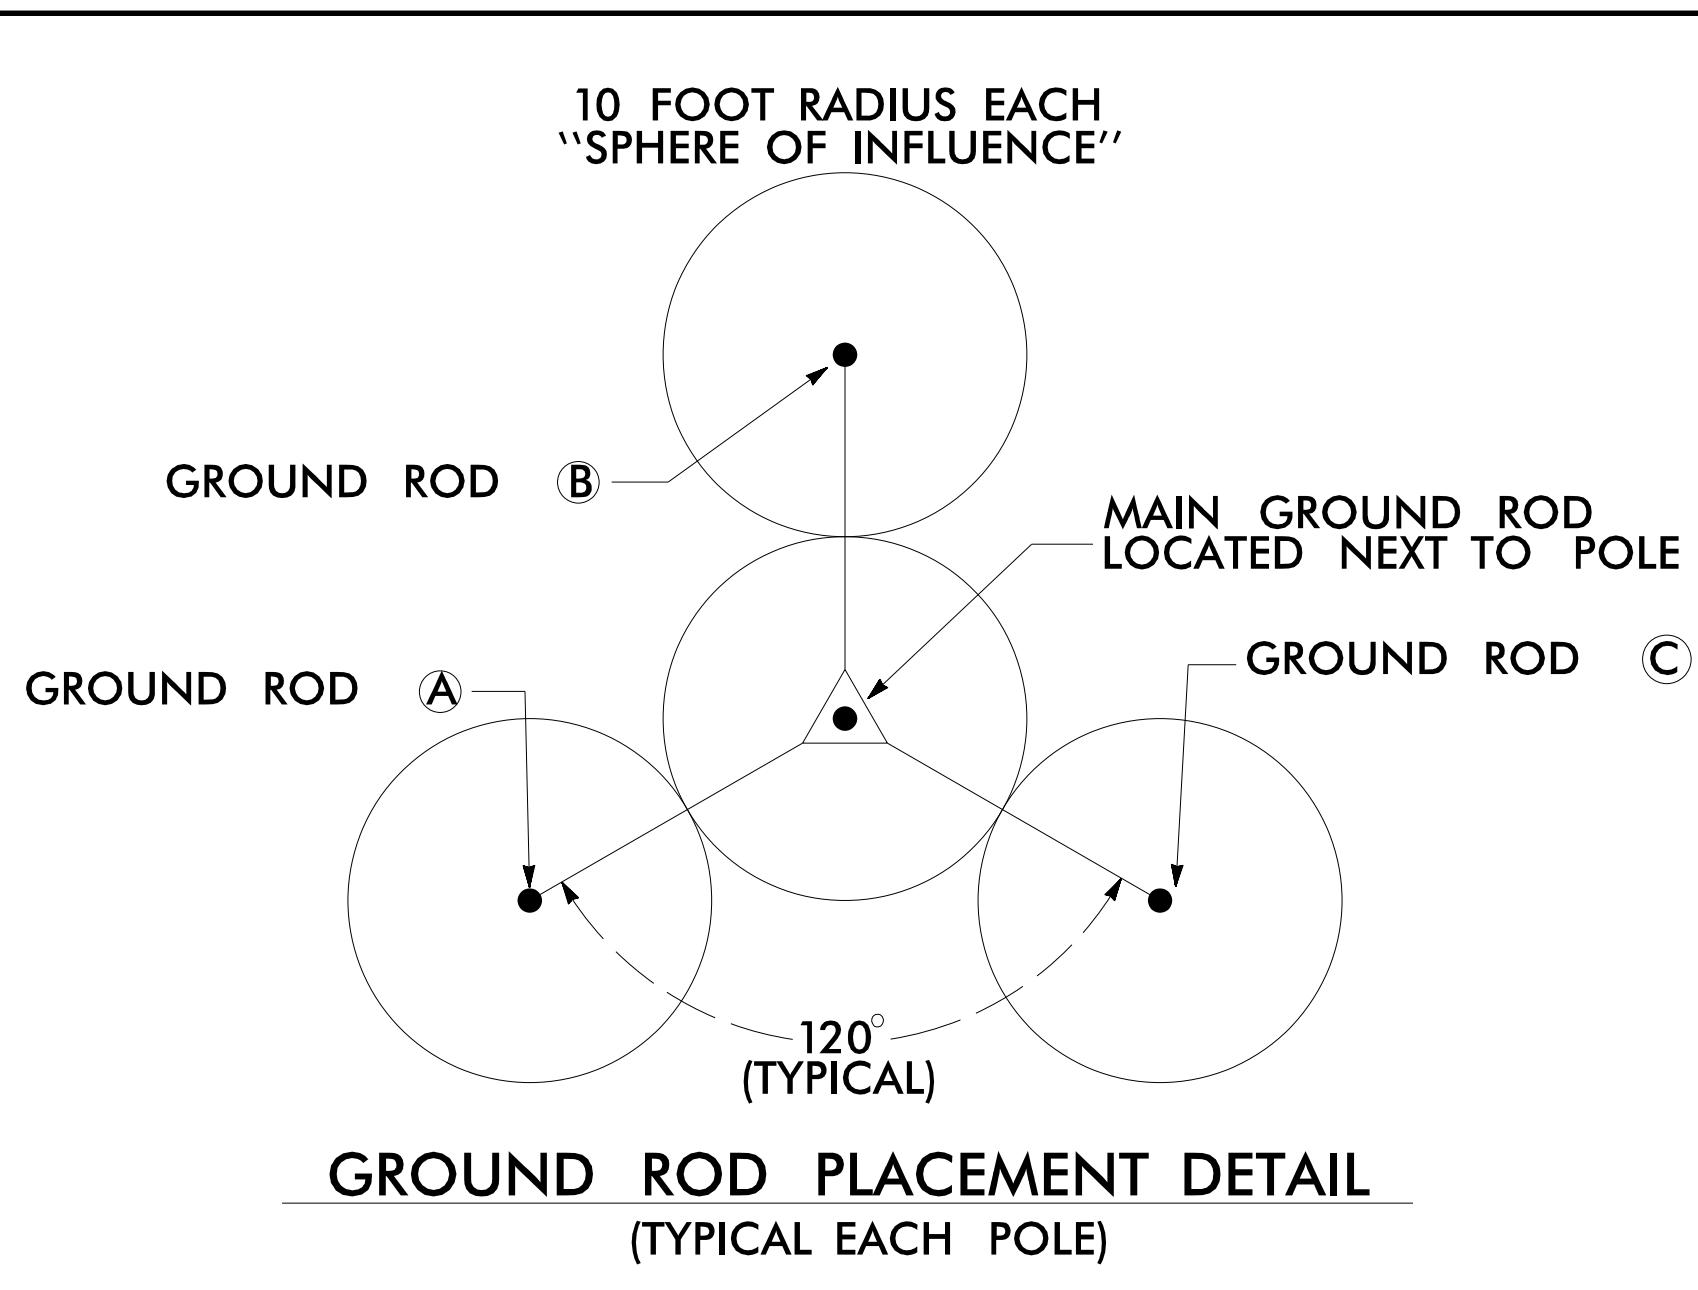 10 FOOT RADIUS EACH
"SPHERE OF INFLUENCE"
GROUND ROD B
MAIN GROUND ROD
LOCATED NEXT TO POLE
GROUND ROD C
GROUND ROD A
120°
(TYPICAL)
GROUND ROD PLACEMENT DETAIL
(TYPICAL EACH POLE)